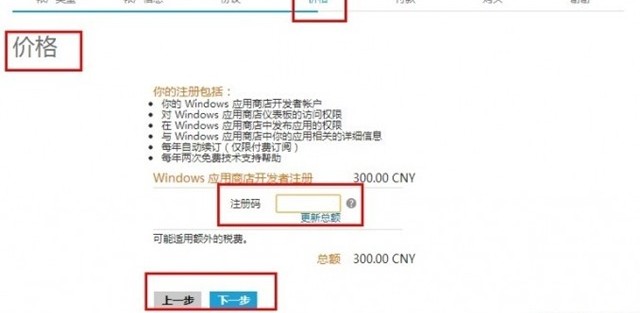 价格
付款
价格
你的注册包括：
你的 Windows 应用商店开发者帐户
对 Windows 应用商店仪表板的访问权限
在 Windows 应用商店中发布应用的权限
与 Windows 应用商店中你的应用相关的详细信息
每年自动续订（仅限付费订阅）
每年两次免费技术支持帮助
Windows 应用商店开发者注册 300.00 CNY
注册码 ?
更新总额
可能适用额外的税费。
总额 300.00 CNY
上一步 下一步